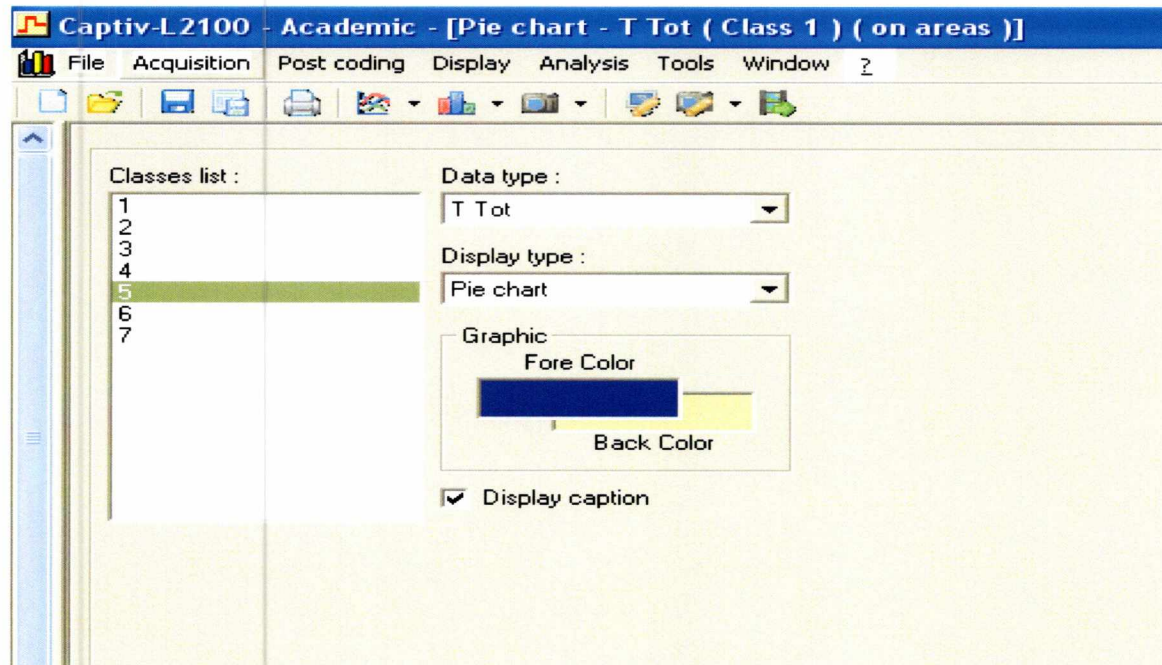 Captiv-L2100 - Academic - [Pie chart - T Tot ( Class 1 ) ( on areas )]
File Acquisition Post coding Display Analysis Tools Window ?
Classes list :
1
2
3
4
5
6
7
Data type :
T Tot
Display type :
Pie chart
Graphic
Fore Color
Back Color
Display caption